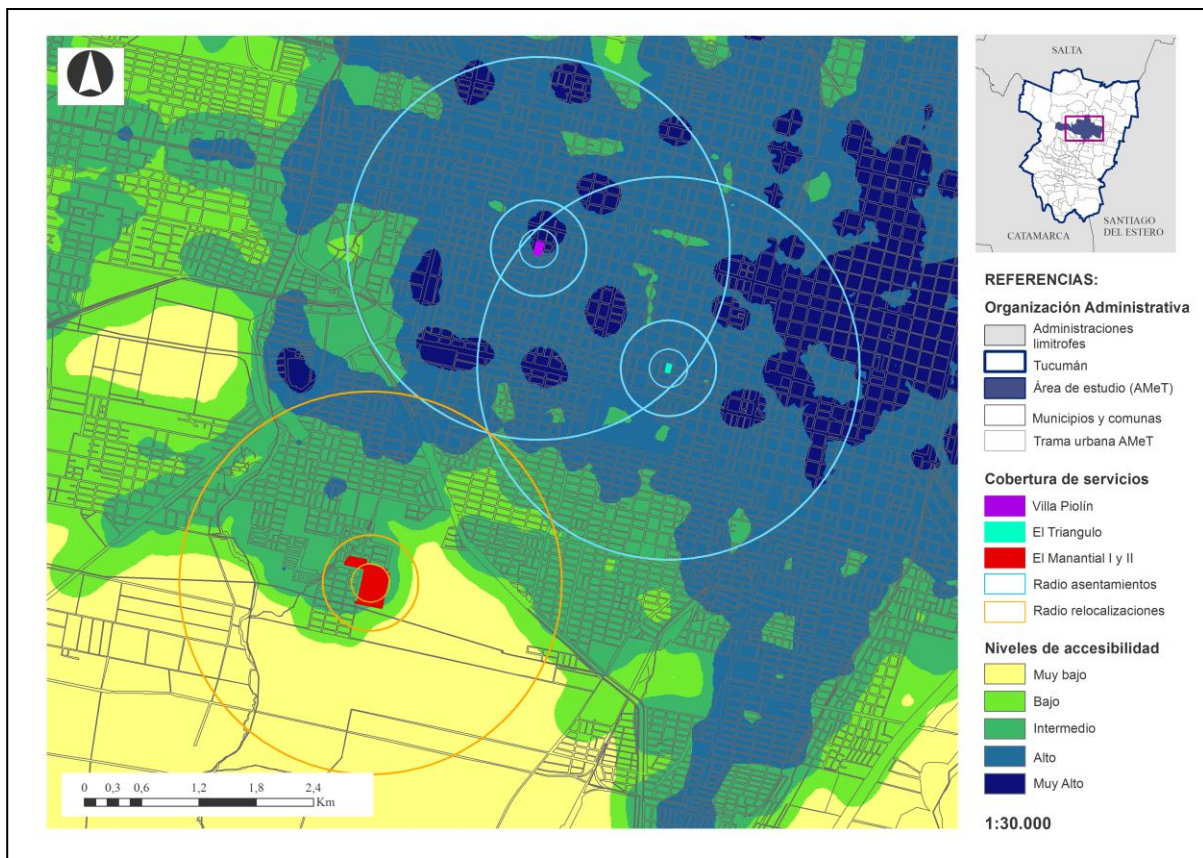 SALTA
CATAMARCA
SANTIAGO
DEL ESTERO
REFERENCIAS:
Organización Administrativa
Administraciones
limitrofes
Tucumán
Área de estudio (AMeT)
Municipios y comunas
Trama urbana AMeT
Cobertura de servicios
Villa Piolín
El Triangulo
El Manantial I y II
Radio asentamientos
Radio relocalizaciones
Niveles de accesibilidad
Muy bajo
Bajo
Intermedio
Alto
Muy Alto
1:30.000
0 0,3 0,6 1,2 1,8 2,4
Km